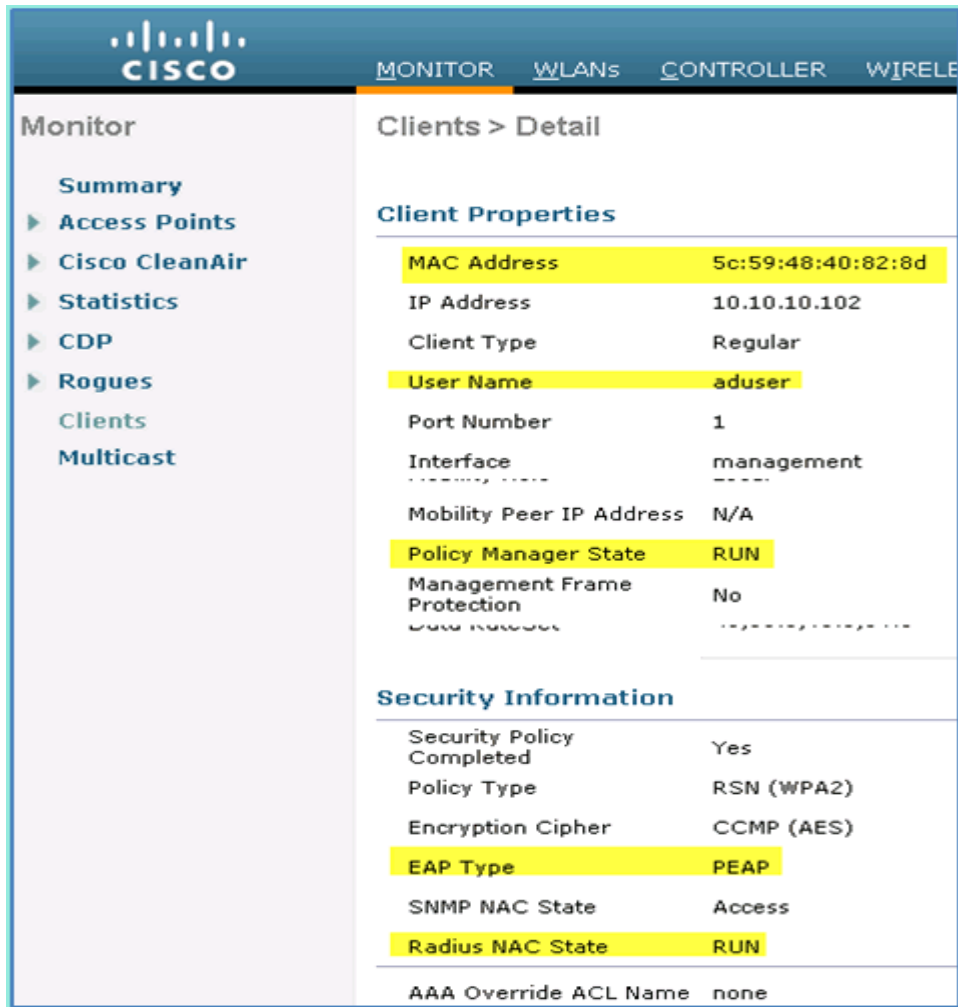 CISCO
MONITOR WLANs CONTROLLER
Monitor
Summary
Access Points
Cisco CleanAir
Statistics
CDP
Rogues
Clients
Multicast
Clients > Detail
Client Properties
MAC Address 5c:59:48:40:82:8d
IP Address 10.10.10.102
Client Type Regular
User Name aduser
Port Number 1
Interface management
Mobility Peer IP Address N/A
Policy Manager State RUN
Management Frame
Protection No
Security Information
Security Policy
Completed Yes
Policy Type RSN (WPA2)
Encryption Cipher CCMP (AES)
EAP Type PEAP
SNMP NAC State Access
Radius NAC State RUN
AAA Override ACL Name none